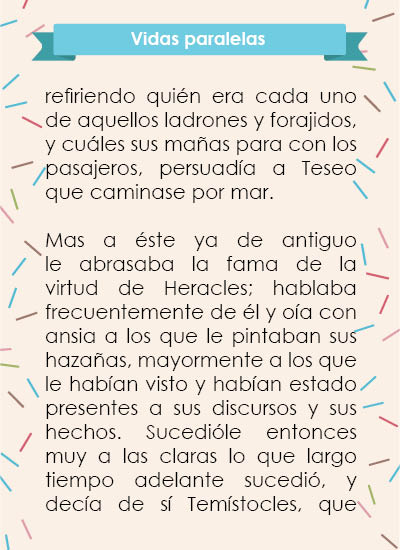 Vidas paralelas
refiriendo quién era cada uno
de aquellos ladrones y forajidos,
y cuáles sus mañas para con los
pasajeros, persuadía a Teseo
que caminase por mar.
Mas a éste ya de antiguo
le abrasaba la fama de la
virtud de Heracles; hablaba
frecuentemente de él y oía con
ansia a los que le pintaban sus
hazañas, mayormente a los que
le habían visto y habían estado
presentes a sus discursos y sus
hechos. Sucedióle entonces
muy a las claras lo que largo
tiempo adelante sucedió, y
decía de sí Temístocles, que